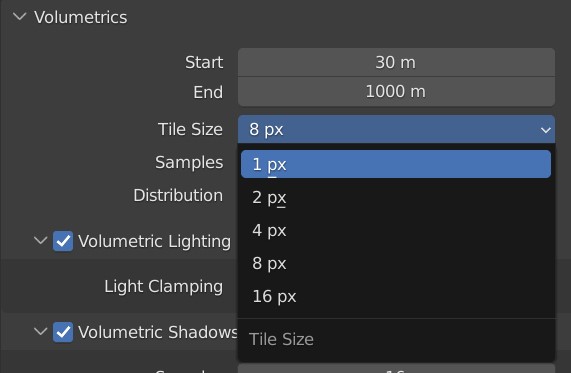 Volumetrics
Start 30 m
End 1000 m
Tile Size 8 px
Samples 1 px
2 px
Distribution
4 px
Volumetric Lighting
8 px
Light Clamping
16 px
Volumetric Shadows
Tile Size